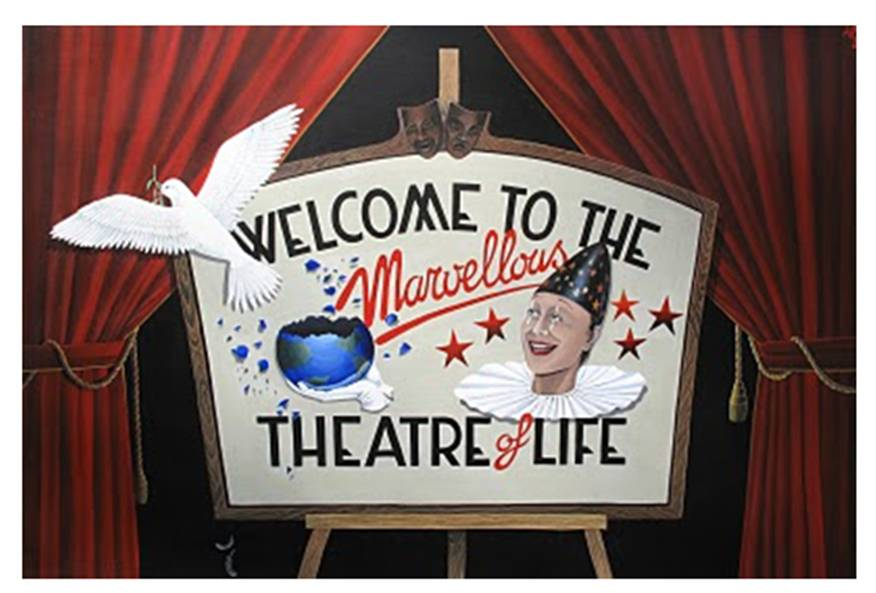 WELCOME TO THE
Marvellous
THEATRE of LIFE